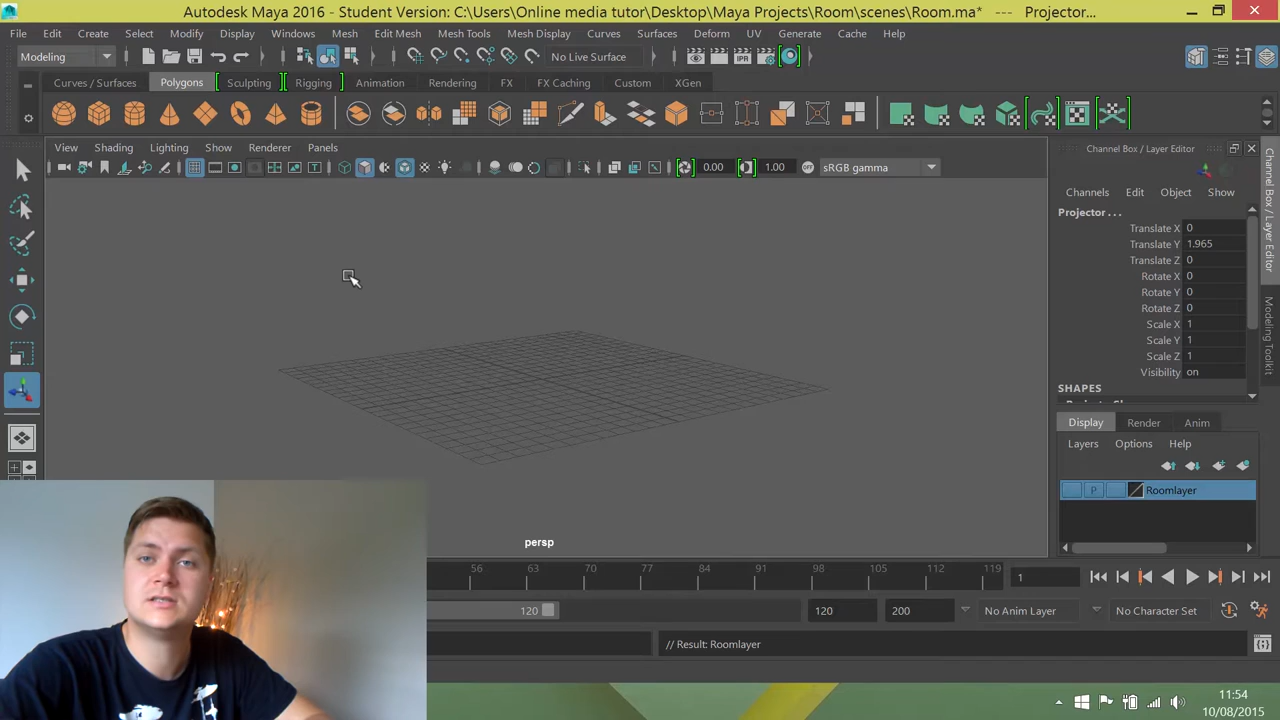 Autodesk Maya 2016 - Student Version: C:\Users\Online media tutor\Desktop\Maya Projects\Room\scenes\Room.ma* --- Projector...
File Edit Create Select Modify Display Windows Mesh Edit Mesh Mesh Tools Mesh Display Curves Surfaces Deform UV Generate Cache Help
Modeling No Live Surface
Curves / Surfaces Polygons Sculpting Rigging Animation Rendering FX FX Caching Custom XGen
View Shading Lighting Show Renderer Panels
0.00 1.00 sRGB gamma
persp
Channel Box / Layer Editor
Channels Edit Object Show
Projector . . .
Translate X 0
Translate Y 1.965
Translate Z 0
Rotate X 0
Rotate Y 0
Rotate Z 0
Scale X 1
Scale Y 1
Scale Z 1
Visibility on
SHAPES
Display Render Anim
Layers Options Help
P Roomlayer
Channel Box / Layer Editor
Modeling Toolkit
56 63 70 77 84 91 98 105 112 119 1
120 120 200 No Anim Layer No Character Set
// Result: Roomlayer
11:54
10/08/2015